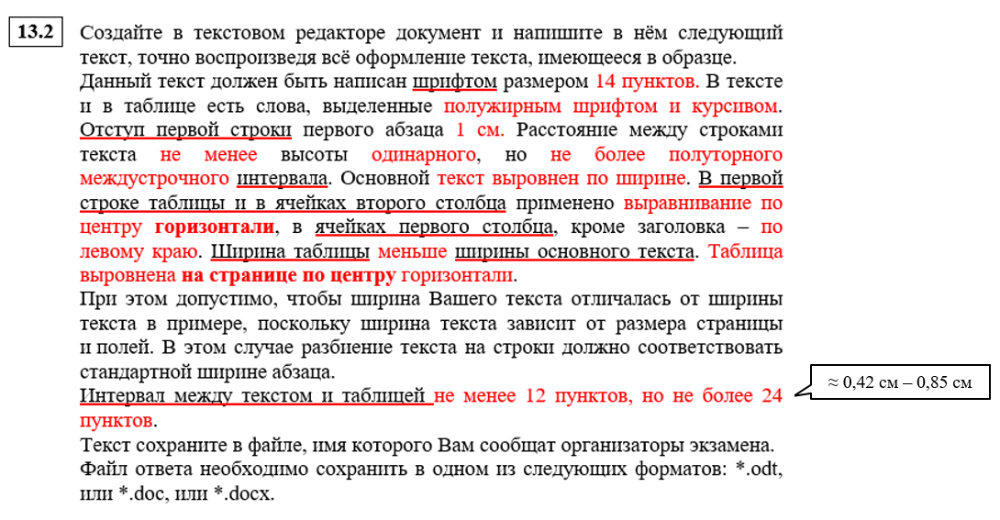 13.2
Создайте в текстовом редакторе документ и напишите в нём следующий
текст, точно воспроизведя всё оформление текста, имеющееся в образце.
Данный текст должен быть написан шрифтом размером 14 пунктов. В тексте
и в таблице есть слова, выделенные полужирным шрифтом и курсивом.
Отступ первой строки первого абзаца 1 см. Расстояние между строками
текста не менее высоты одинарного, но не более полуторного
междустрочного интервала. Основной текст выровнен по ширине. В первой
строке таблицы и в ячейках второго столбца применено выравнивание по
центру горизонтали, в ячейках первого столбца, кроме заголовка – по
левому краю. Ширина таблицы меньше ширины основного текста. Таблица
выровнена на странице по центру горизонтали.
При этом допустимо, чтобы ширина Вашего текста отличалась от ширины
текста в примере, поскольку ширина текста зависит от размера страницы
и полей. В этом случае разбиение текста на строки должно соответствовать
стандартной ширине абзаца.
Интервал между текстом и таблицей не менее 12 пунктов, но не более 24
пунктов.
≈ 0,42 см – 0,85 см
Текст сохраните в файле, имя которого Вам сообщат организаторы экзамена.
Файл ответа необходимо сохранить в одном из следующих форматов: *.odt,
или *.doc, или *.docx.